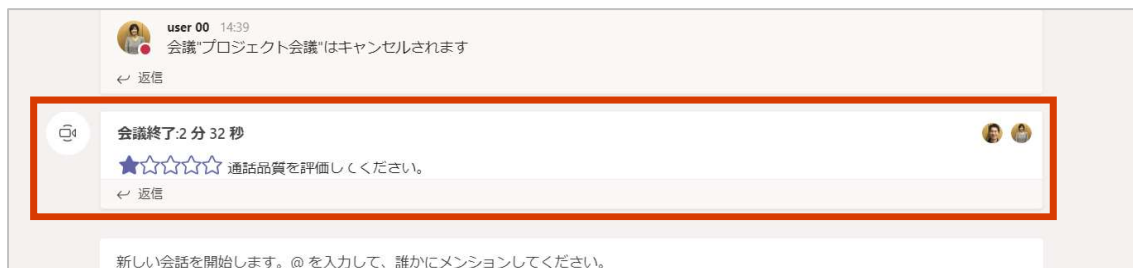 user 00 14:39
会議"プロジェクト会議"はキャンセルされます
返信
会議終了:2 分 32 秒
通話品質を評価してください。
返信
新しい会話を開始します。@ を入力して、誰かにメンションしてください。